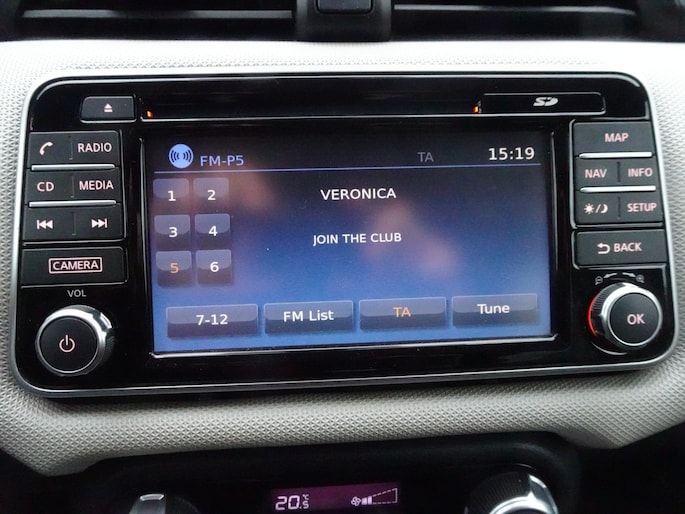 SD
RADIO
MAP
FM-P5 TA 15:19
CD MEDIA
1 2
VERONICA
NAV INFO
3 4
JOIN THE CLUB
SETUP
5 6
CAMERA
BACK
VOL
7-12 FM List TA Tune
OK
20.5